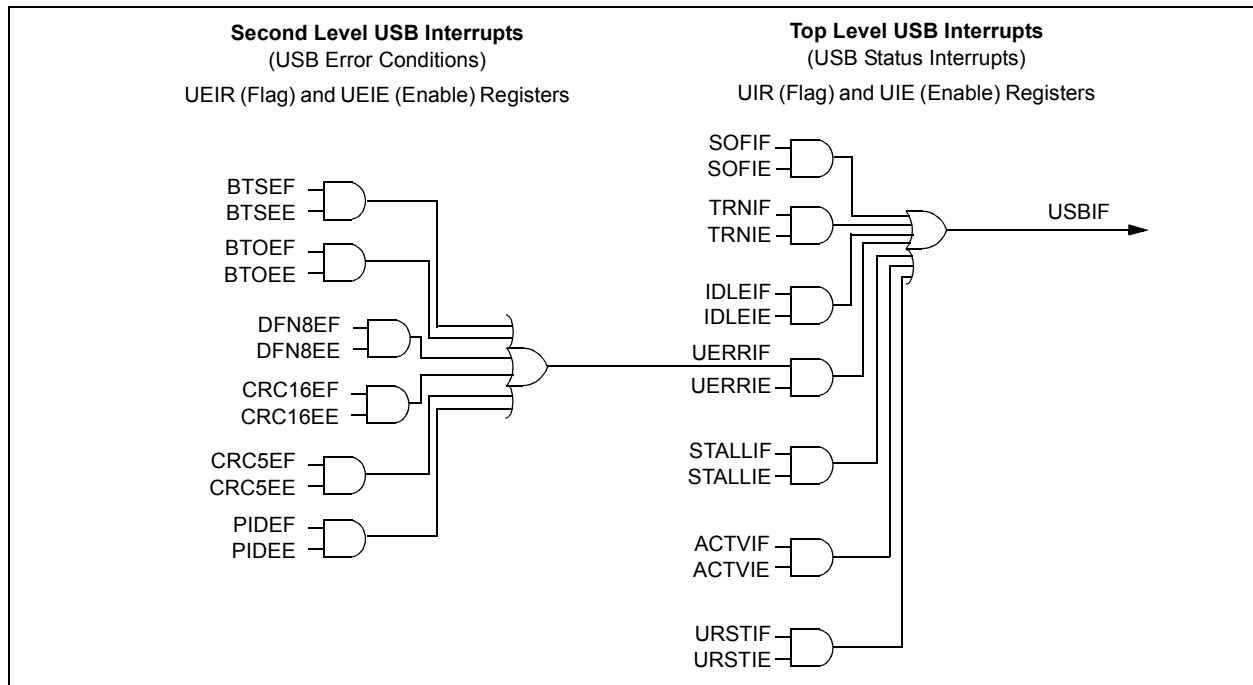 Second Level USB Interrupts
(USB Error Conditions)
UEIR (Flag) and UEIE (Enable) Registers
Top Level USB Interrupts
(USB Status Interrupts)
UIR (Flag) and UIE (Enable) Registers
BTSEF
BTSEE
BTOEF
BTOEE
DFN8EF
DFN8EE
CRC16EF
CRC16EE
CRC5EF
CRC5EE
PIDEF
PIDEE
SOFIF
SOFIE
TRNIF
TRNIE
IDLEIF
IDLEIE
UERRIF
UERRIE
STALLIF
STALLIE
ACTVIF
ACTVIE
URSTIF
URSTIE
USBIF